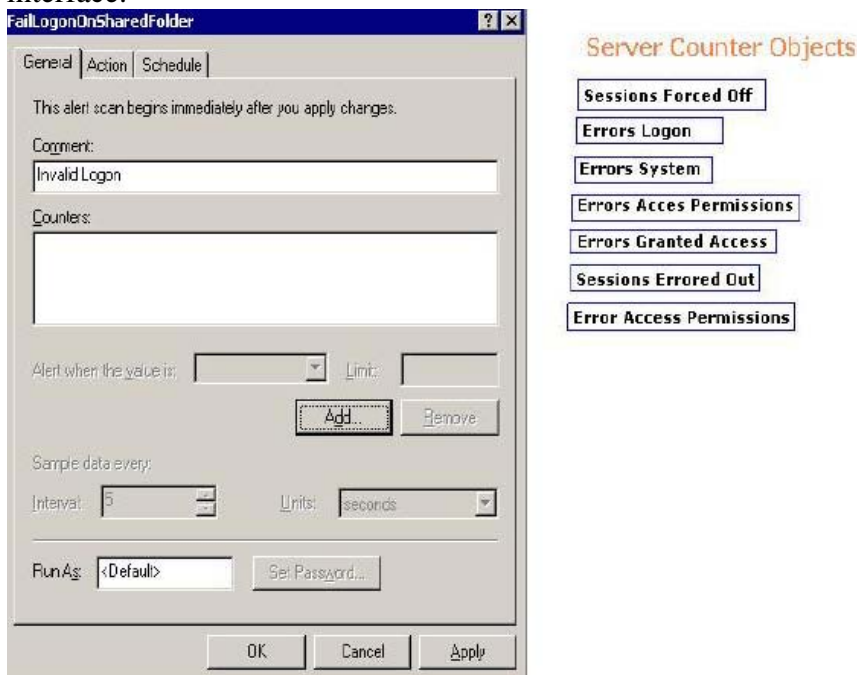 FailLogonOnSharedFolder
General Action Schedule
This alert scan begins immediately after you apply changes.
Comment:
Invalid Logon
Counters:
Alert when the value is: Limit:
Add... Remove
Sample data every:
Interval: 5 Units: seconds
Run As: <Default> Set Password...
OK Cancel Apply
Server Counter Objects
Sessions Forced Off
Errors Logon
Errors System
Errors Acces Permissions
Errors Granted Access
Sessions Errored Out
Error Access Permissions